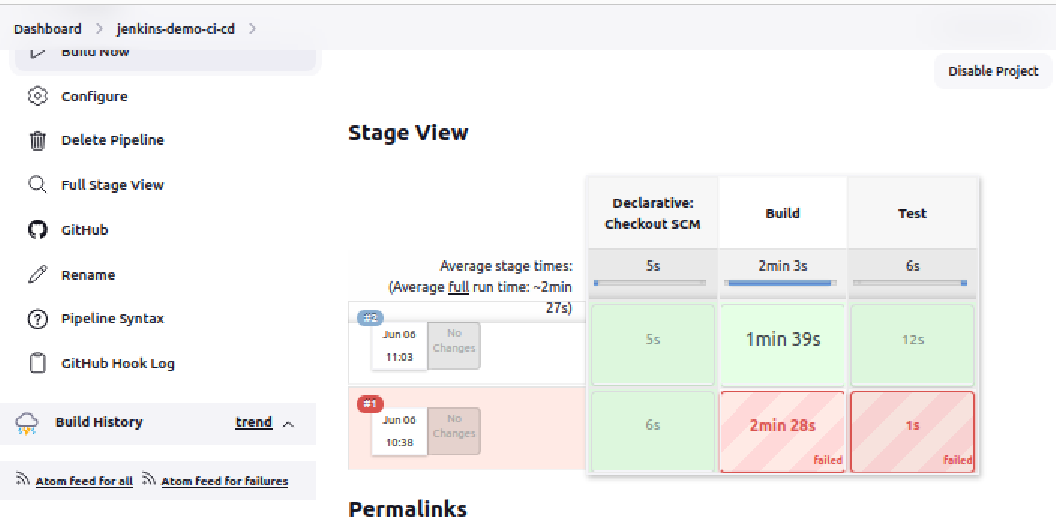 Dashboard > jenkins-demo-ci-cd >
Build Now
Configure
Delete Pipeline
Full Stage View
GitHub
Rename
Pipeline Syntax
GitHub Hook Log
Build History trend
Atom feed for all Atom feed for failures
Disable Project
Stage View
Declarative:
Checkout SCM
Build
Test
Average stage times:
(Average full run time: ~2min
27s)
5s
2min 3s
6s
#2
Jun 06
11:03
No
Changes
5s
1min 39s
12s
#1
Jun 06
10:38
No
Changes
6s
2min 28s
failed
1s
failed
Permalinks